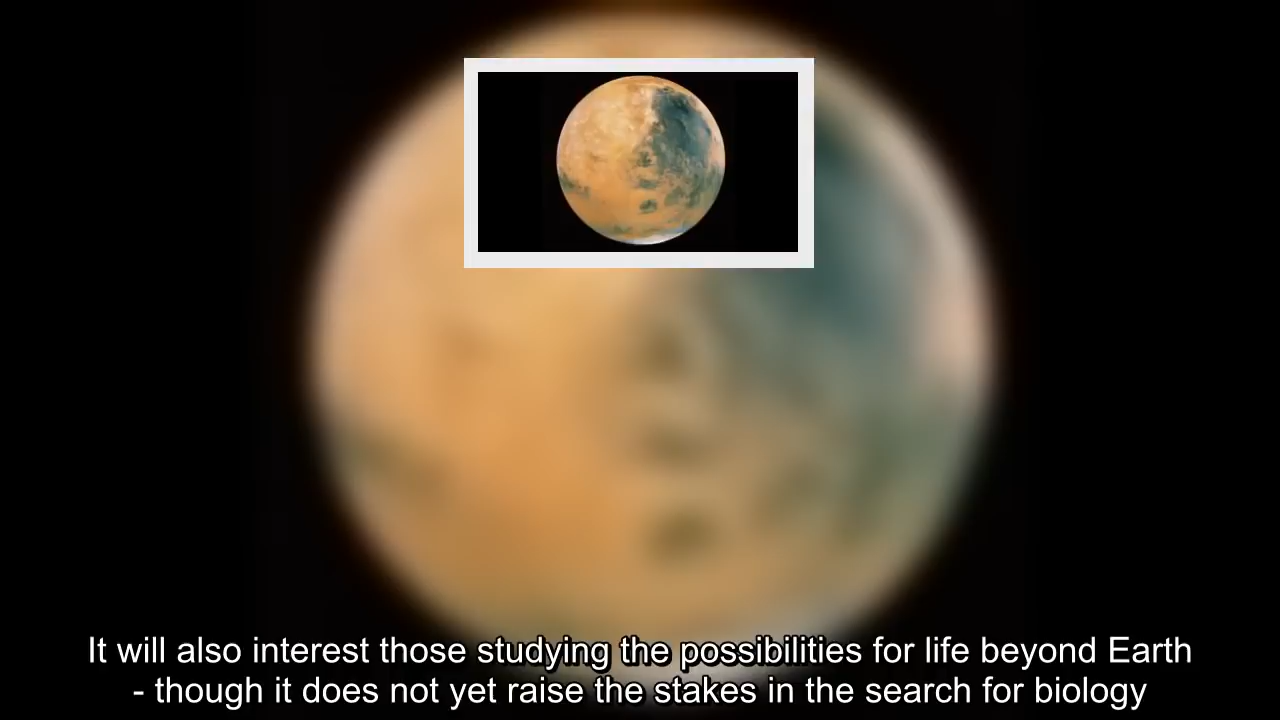 It will also interest those studying the possibilities for life beyond Earth
- though it does not yet raise the stakes in the search for biology